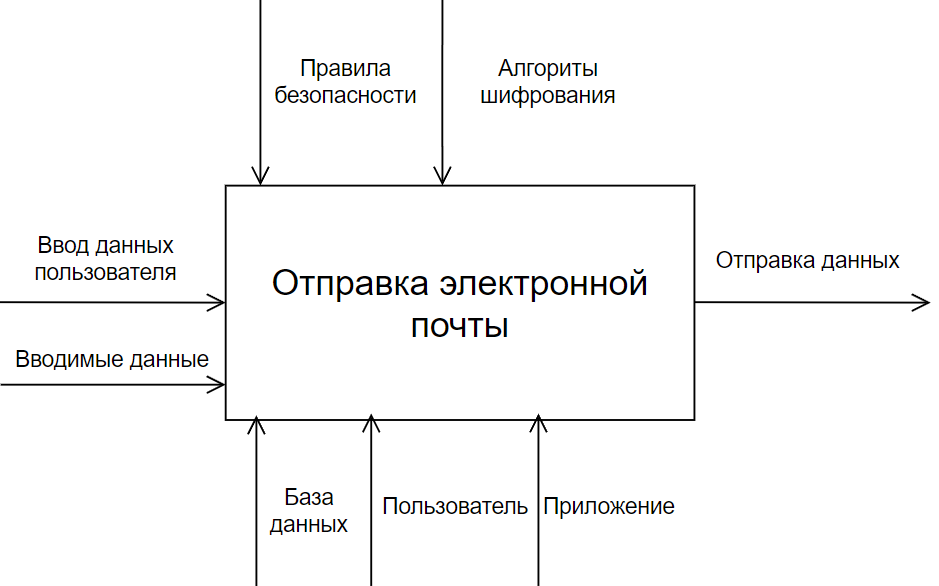 Правила
безопасности
Алгориты
шифрования
Ввод данных
пользователя
Отправка электронной
почты
Отправка данных
Вводимые данные
База
данных
Пользователь
Приложение